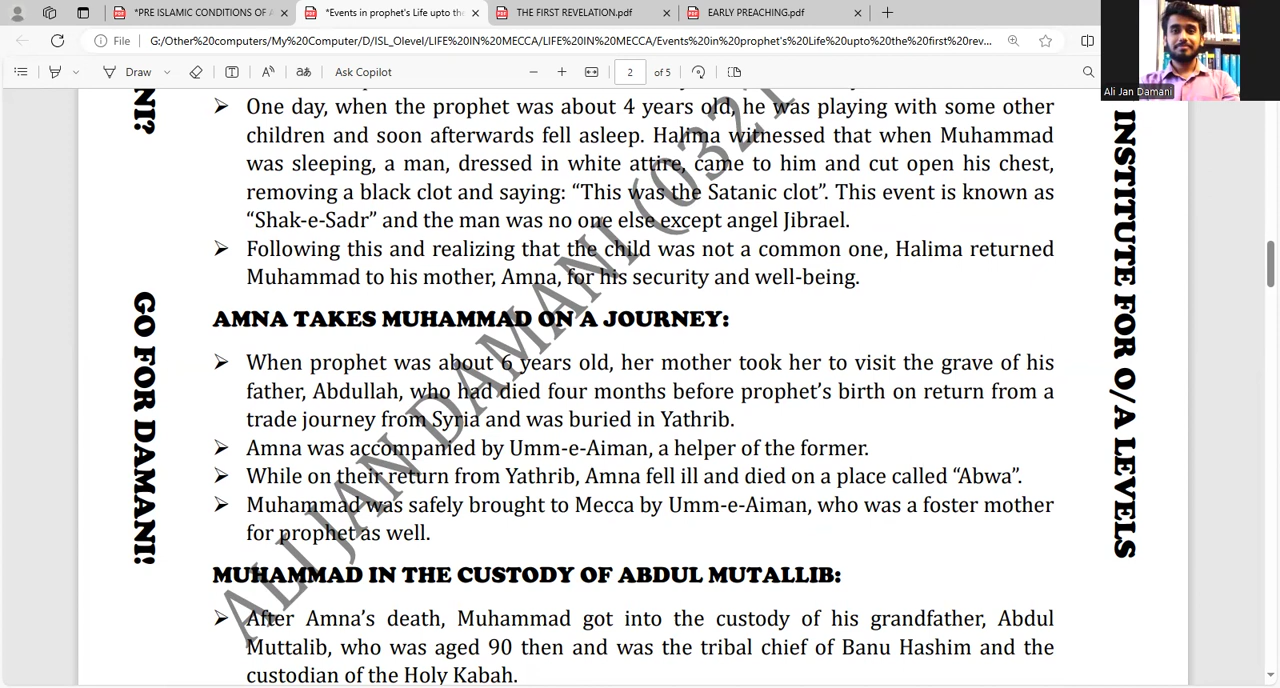 *PRE ISLAMIC CONDITIONS OF A
*Events in prophet's Life upto the
THE FIRST REVELATION.pdf
EARLY PREACHING.pdf
File
G:/Other%20computers/My%20Computer/D/ISL_Olevel/LIFE%20IN%20MECCA/LIFE%20IN%20MECCA/Events%20in%20prophet's%20Life%20upto%20the%20first%20rev...
Draw
Ask Copilot
2 of 5
Ali Jan Damani
➢ One day, when the prophet was about 4 years old, he was playing with some other
children and soon afterwards fell asleep. Halima witnessed that when Muhammad
was sleeping, a man, dressed in white attire, came to him and cut open his chest,
removing a black clot and saying: “This was the Satanic clot”. This event is known as
“Shak-e-Sadr” and the man was no one else except angel Jibrael.
➢ Following this and realizing that the child was not a common one, Halima returned
Muhammad to his mother, Amna, for his security and well-being.
AMNA TAKES MUHAMMAD ON A JOURNEY:
➢ When prophet was about 6 years old, her mother took her to visit the grave of his
father, Abdullah, who had died four months before prophet’s birth on return from a
trade journey from Syria and was buried in Yathrib.
➢ Amna was accompanied by Umm-e-Aiman, a helper of the former.
➢ While on their return from Yathrib, Amna fell ill and died on a place called “Abwa”.
➢ Muhammad was safely brought to Mecca by Umm-e-Aiman, who was a foster mother
for prophet as well.
MUHAMMAD IN THE CUSTODY OF ABDUL MUTALLIB:
➢ After Amna’s death, Muhammad got into the custody of his grandfather, Abdul
Muttalib, who was aged 90 then and was the tribal chief of Banu Hashim and the
custodian of the Holy Kabah.
NI?
GO FOR DAMANI!
INSTITUTE FOR O/A LEVELS
ALI JAN DAMANI (0321